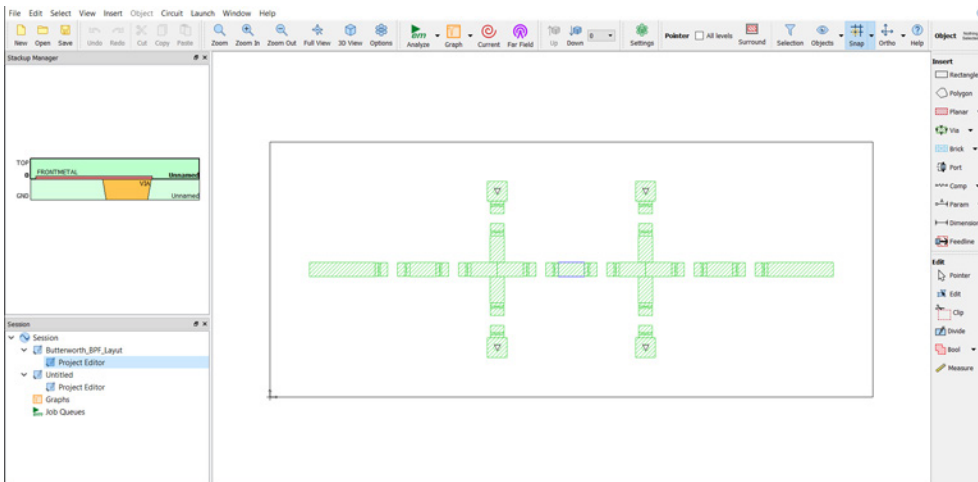 File Edit Select View Insert Object Circuit Launch Window Help
New Open Save Undo Redo Cut Copy Paste Zoom Zoom In Zoom Out Full View 3D View Options Analyze Graph Current Far Field Up Down 0 Settings Pointer All levels Surround Selection Objects Snap Ortho Help Object
em
Stackup Manager
TOP
0 FRONTMETAL Unnamed
VIA
GND Unnamed
Session
Session
Butterworth_BPF_Layut
Project Editor
Untitled
Project Editor
Graphs
Job Queues
Insert
Rectangle
Polygon
Planar
Via
Brick
Port
Comp
Param
Dimension
Feedline
Edit
Pointer
Edit
Clip
Divide
Bool
Measure